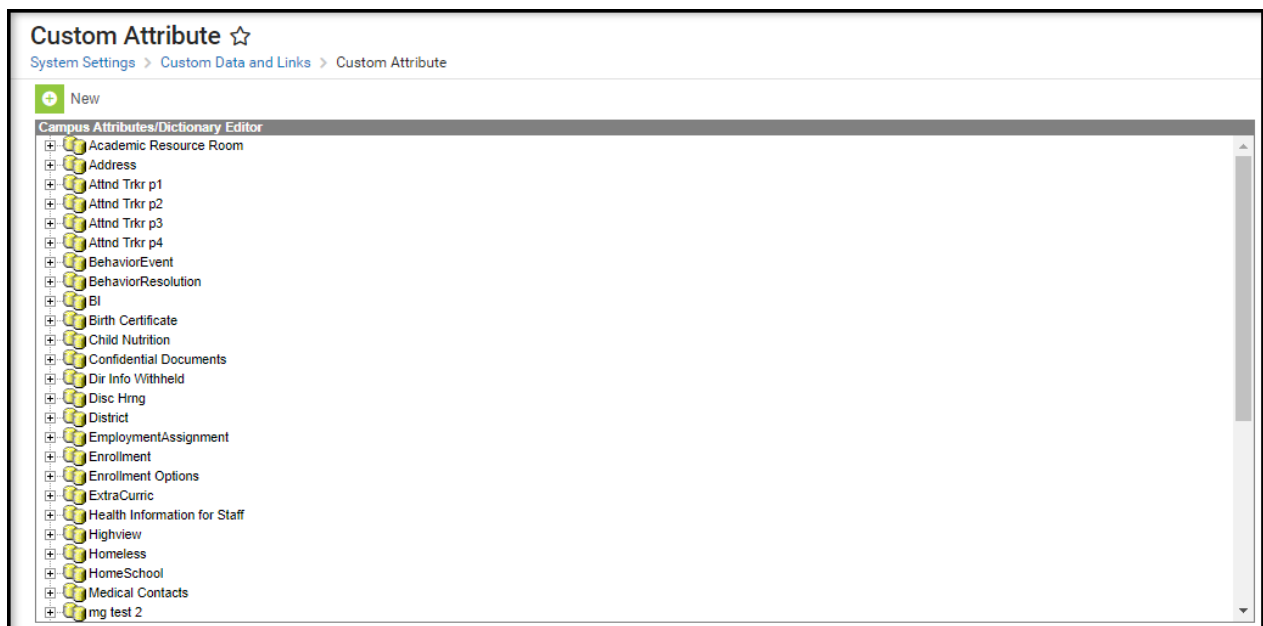 Custom Attribute
System Settings > Custom Data and Links > Custom Attribute
New
Campus Attributes/Dictionary Editor
Academic Resource Room
Address
Attnd Trkr p1
Attnd Trkr p2
Attnd Trkr p3
Attnd Trkr p4
BehaviorEvent
BehaviorResolution
BI
Birth Certificate
Child Nutrition
Confidential Documents
Dir Info Withheld
Disc Hrng
District
EmploymentAssignment
Enrollment
Enrollment Options
ExtraCurric
Health Information for Staff
Highview
Homeless
HomeSchool
Medical Contacts
mg test 2